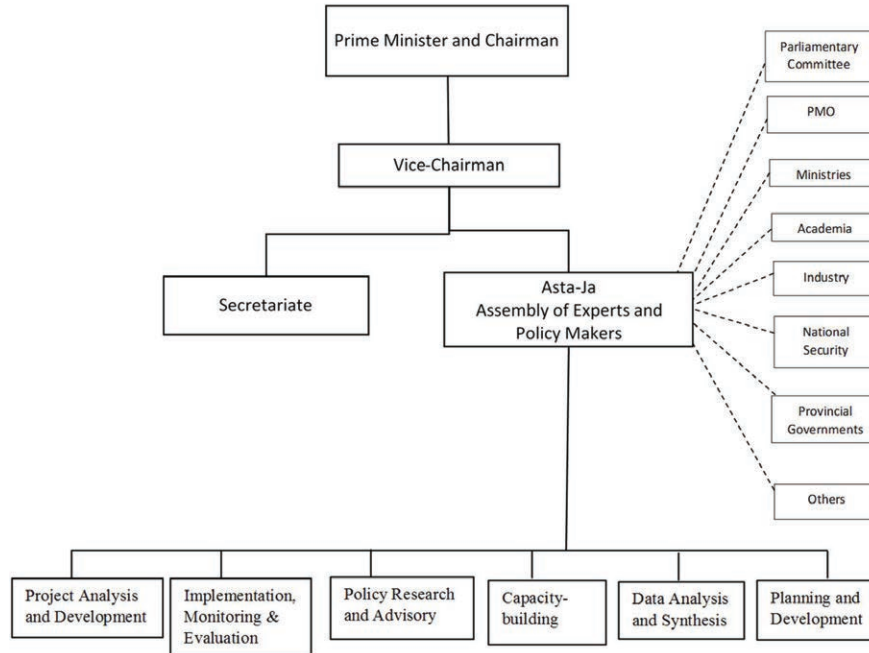 Prime Minister and Chairman
Vice-Chairman
Secretariate
Asta-Ja
Assembly of Experts and
Policy Makers
Parliamentary
Committee
PMO
Ministries
Academia
Industry
National
Security
Provincial
Governments
Others
Project Analysis
and Development
Implementation,
Monitoring &
Evaluation
Policy Research
and Advisory
Capacity-
building
Data Analysis
and Synthesis
Planning and
Development